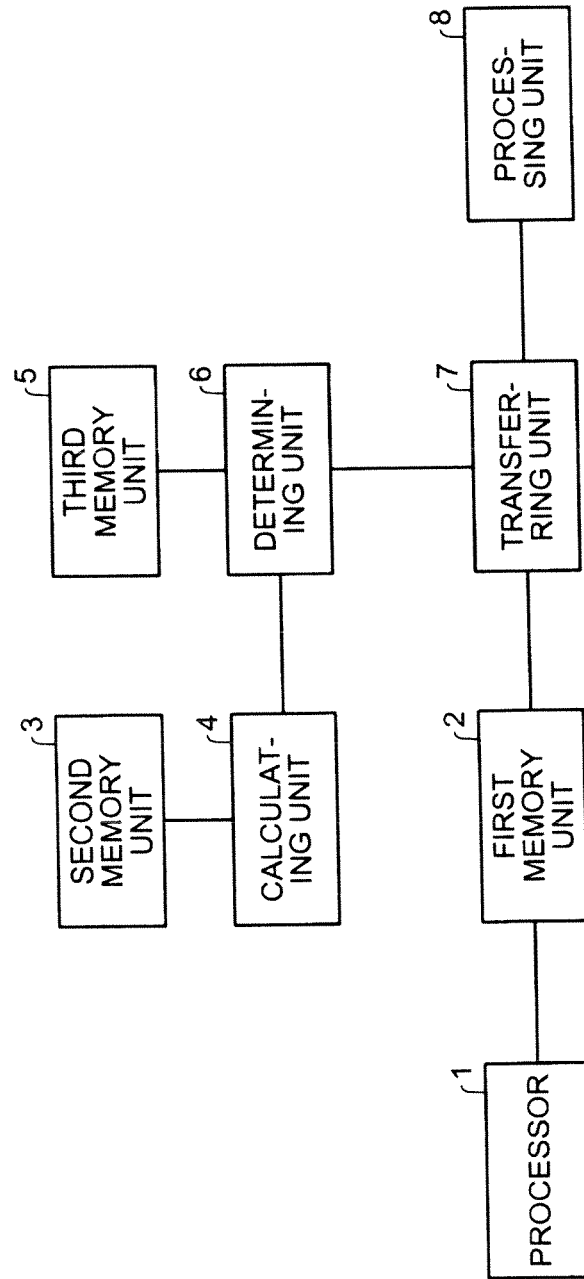 3
SECOND
MEMORY
UNIT
5
THIRD
MEMORY
UNIT
4
CALCULAT-
ING UNIT
6
DETERMIN-
ING UNIT
1
PROCESSOR
2
FIRST
MEMORY
UNIT
7
TRANSFER-
RING UNIT
8
PROCES-
SING UNIT